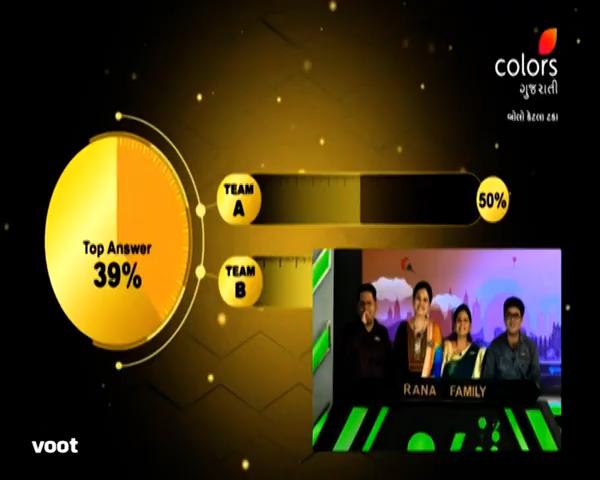 colors
ગુજરાતી
બોલો કેટલા ટકા
Top Answer
39%
TEAM
A
50%
TEAM
B
RANA FAMILY
voot